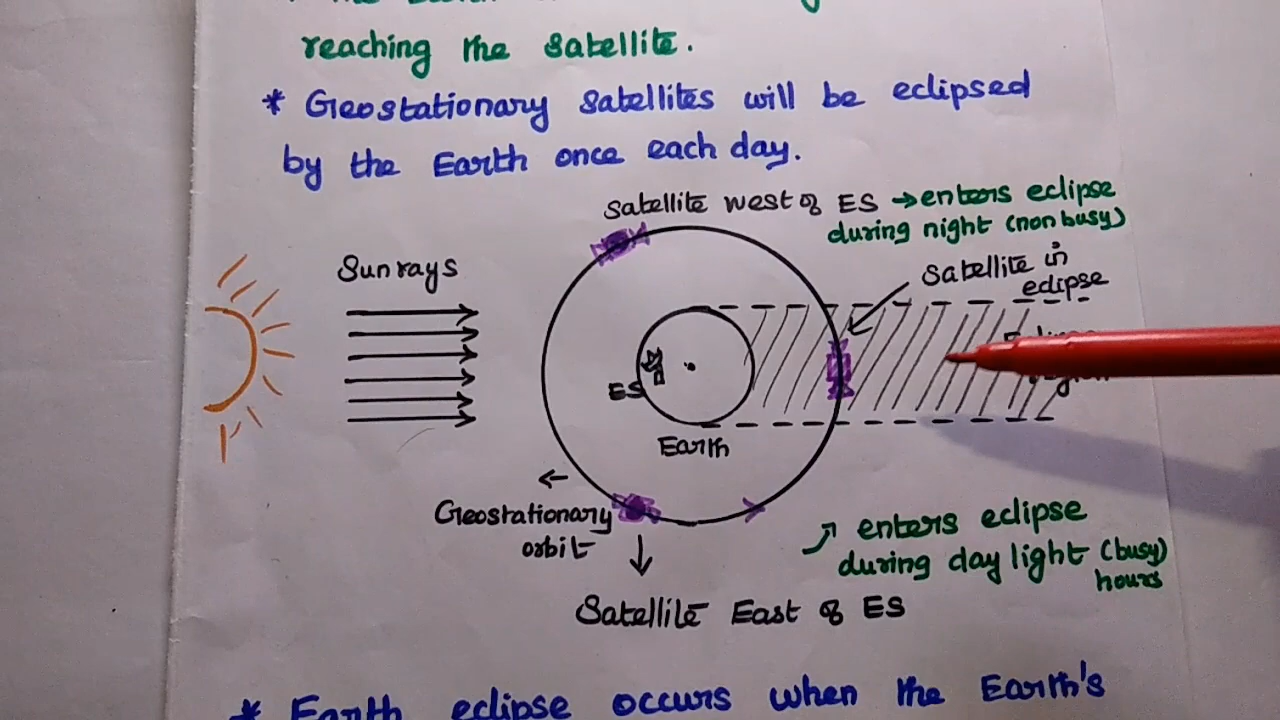 reaching the satellite.
* Geostationary satellites will be eclipsed
by the Earth once each day.
Satellite west of ES → enters eclipse
during night (non busy)
Sun rays
Satellite in
eclipse
ES
Earth
←
Geostationary
orbit
↓
enters eclipse
during day light (busy)
hours
Satellite East of ES
* Earth eclipse occurs when the Earth's